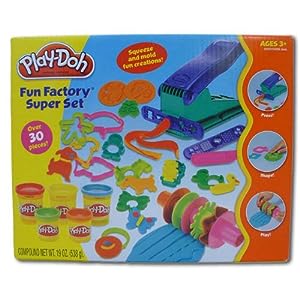 Play-Doh
Fun Factory®
Super Set
Over
30
pieces!
Squeeze
and mold
fun creations!
AGES 3+
Press!
Shape!
Play!
COMPOUND NET WT. 19 OZ. (538 g)